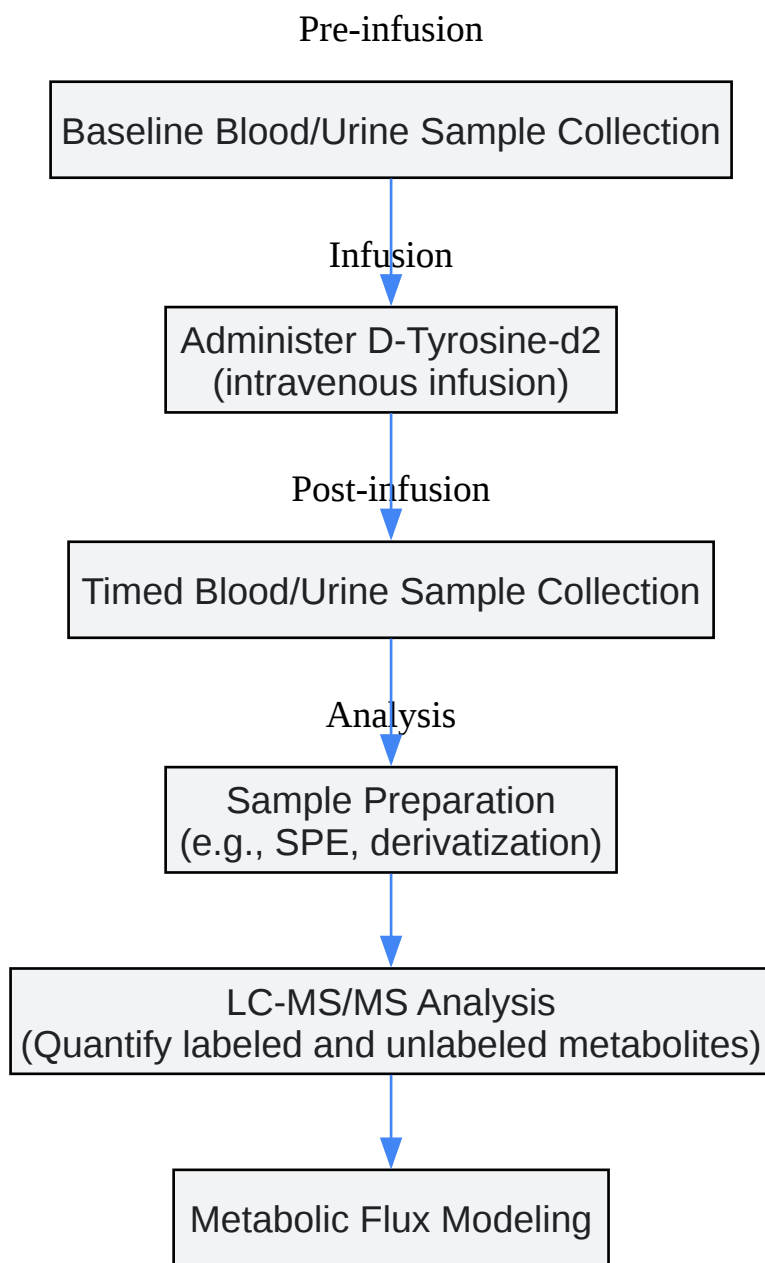 Pre-infusion
Baseline Blood/Urine Sample Collection
Infusion
Administer D-Tyrosine-d2
(intravenous infusion)
Post-infusion
Timed Blood/Urine Sample Collection
Analysis
Sample Preparation
(e.g., SPE, derivatization)
LC-MS/MS Analysis
(Quantify labeled and unlabeled metabolites)
Metabolic Flux Modeling